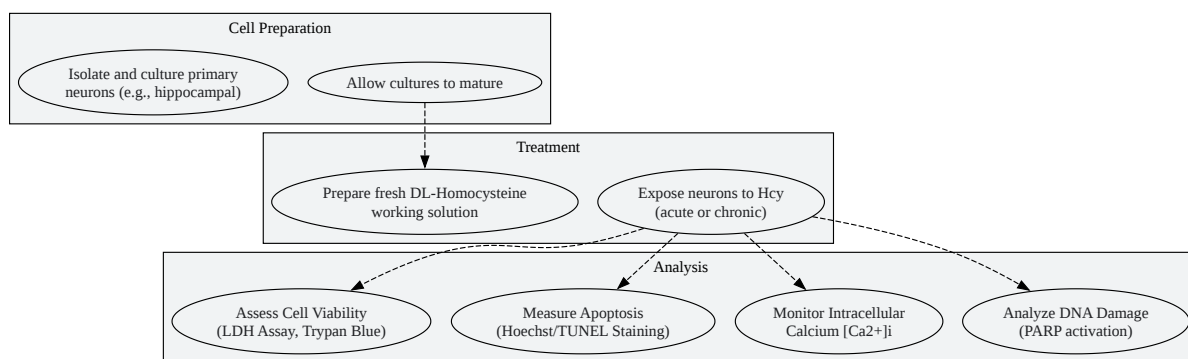 Cell Preparation
Isolate and culture primary
neurons (e.g., hippocampal)
Allow cultures to mature
Treatment
Prepare fresh DL-Homocysteine
working solution
Expose neurons to Hcy
(acute or chronic)
Analysis
Assess Cell Viability
(LDH Assay, Trypan Blue)
Measure Apoptosis
(Hoechst/TUNEL Staining)
Monitor Intracellular
Calcium [Ca2+]i
Analyze DNA Damage
(PARP activation)